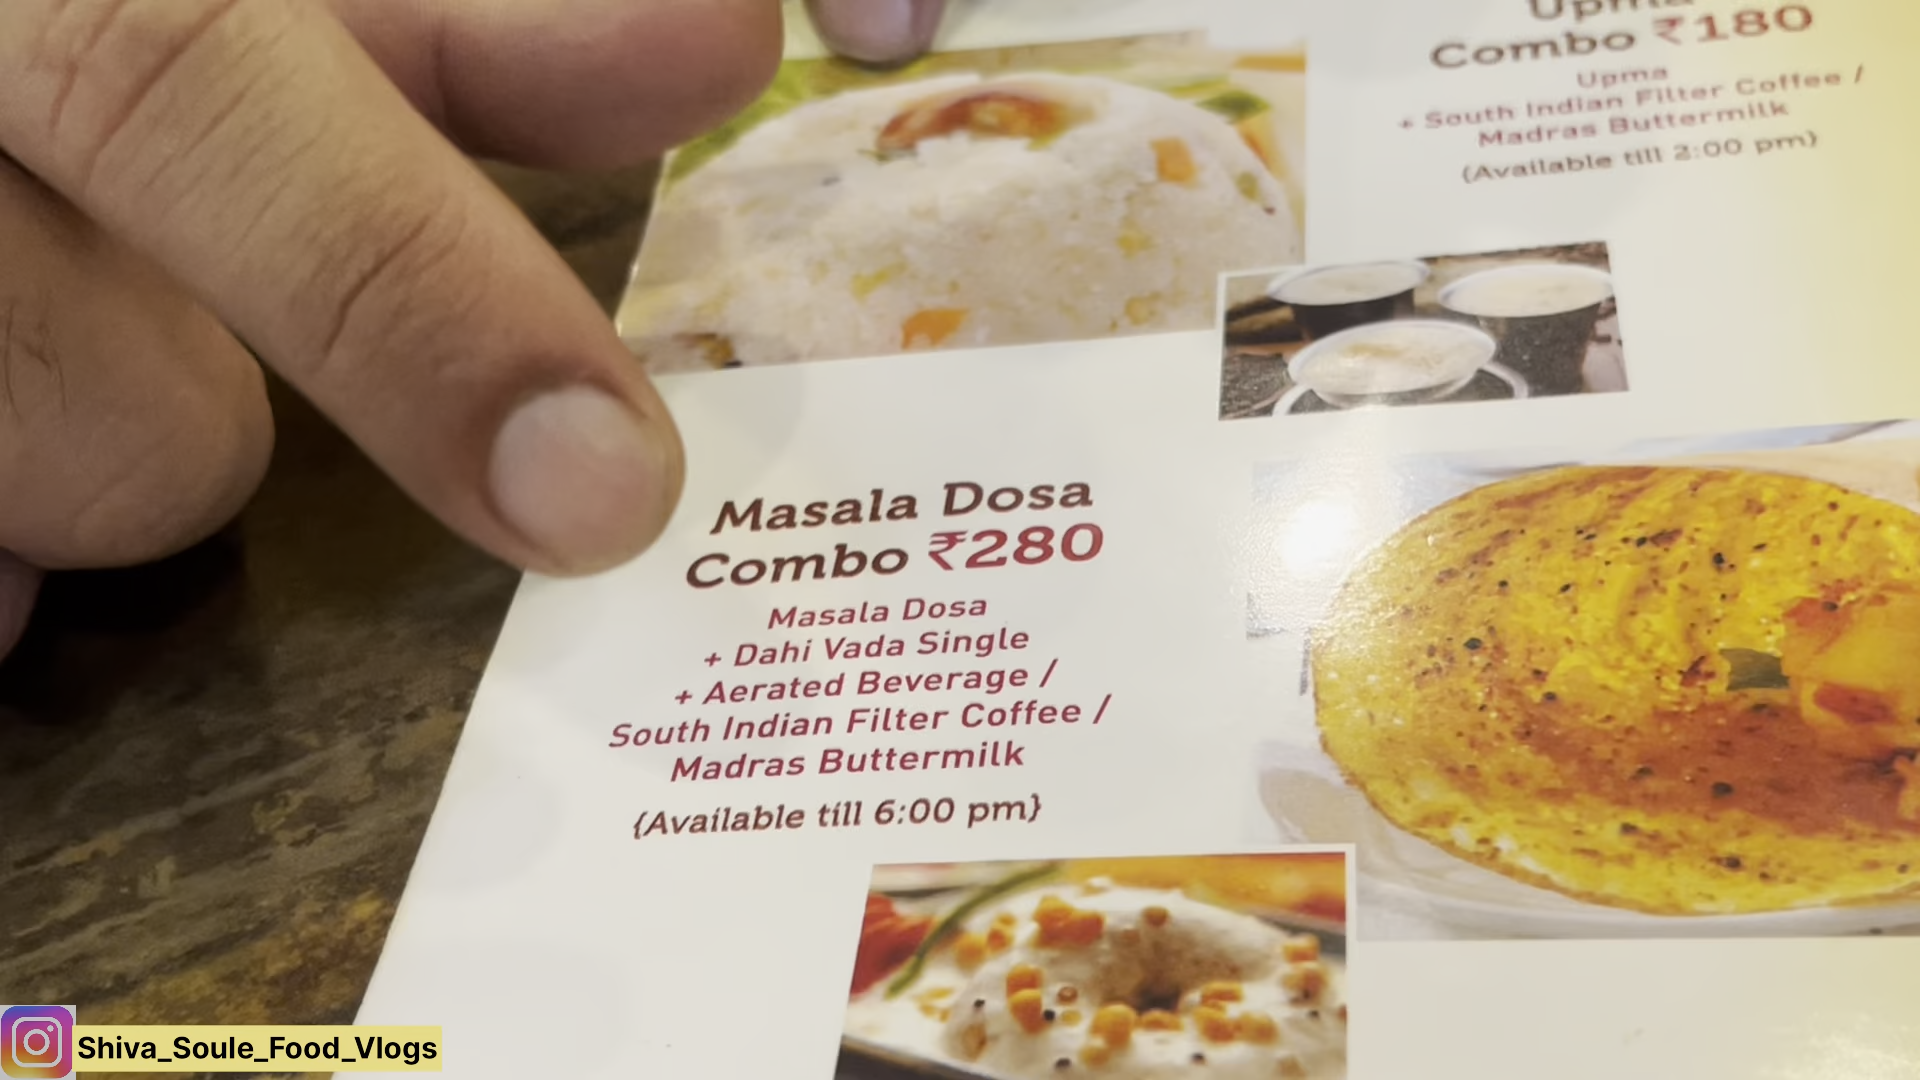 Upma
Combo ₹180
Upma
+ South Indian Filter Coffee /
Madras Buttermilk
{Available till 2:00 pm}
Masala Dosa
Combo ₹280
Masala Dosa
+ Dahi Vada Single
+ Aerated Beverage /
South Indian Filter Coffee /
Madras Buttermilk
{Available till 6:00 pm}
Shiva_Soule_Food_Vlogs